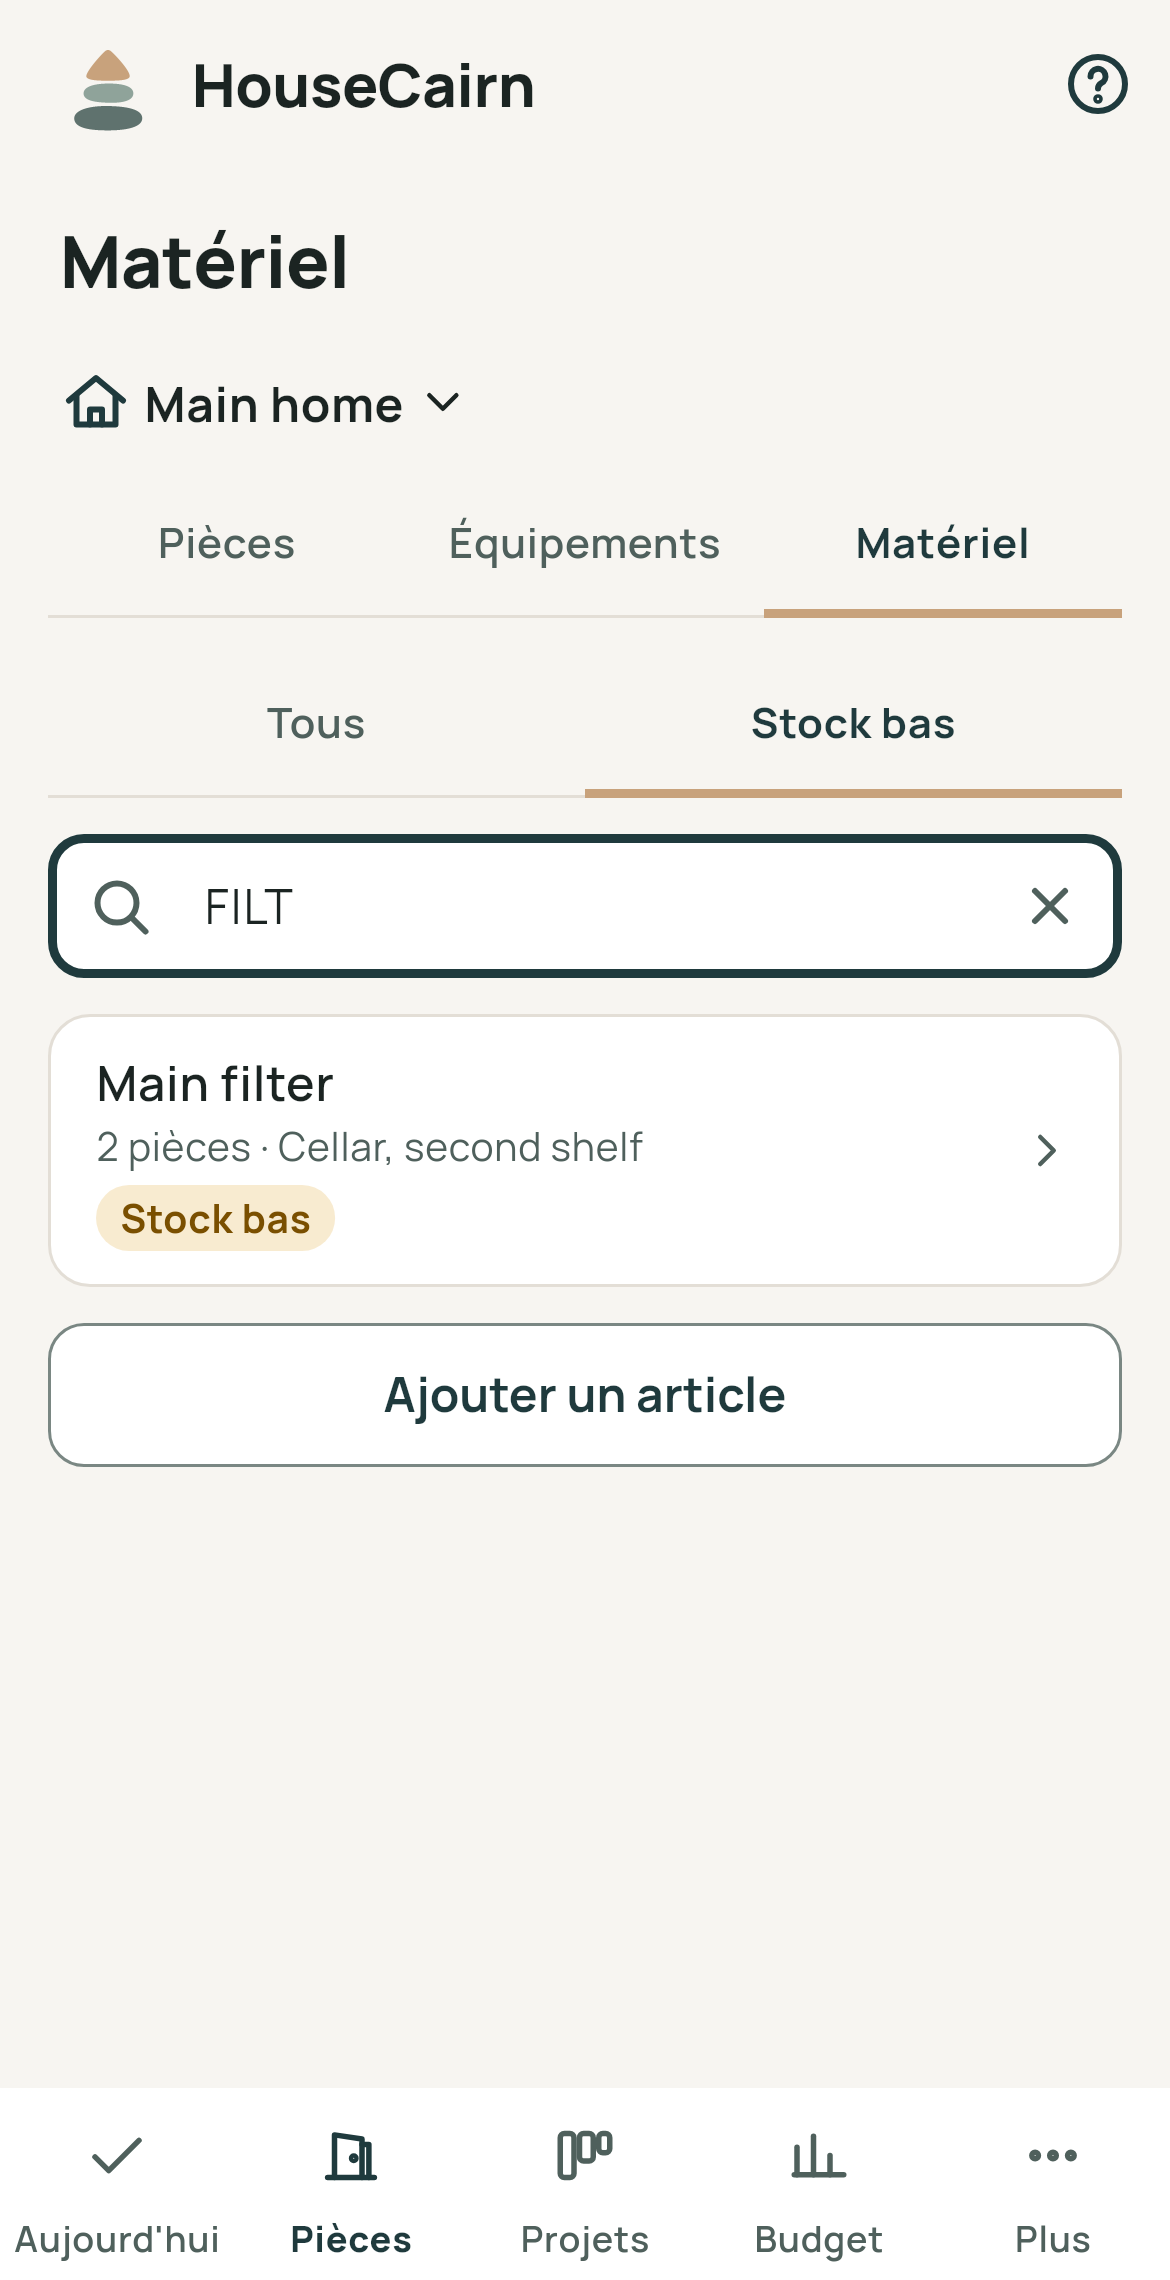 HouseCairn
Matériel
Main home
Pièces Équipements Matériel
Tous Stock bas
FILT
Main filter
2 pièces · Cellar, second shelf
Stock bas
Ajouter un article
Aujourd'hui Pièces Projets Budget Plus